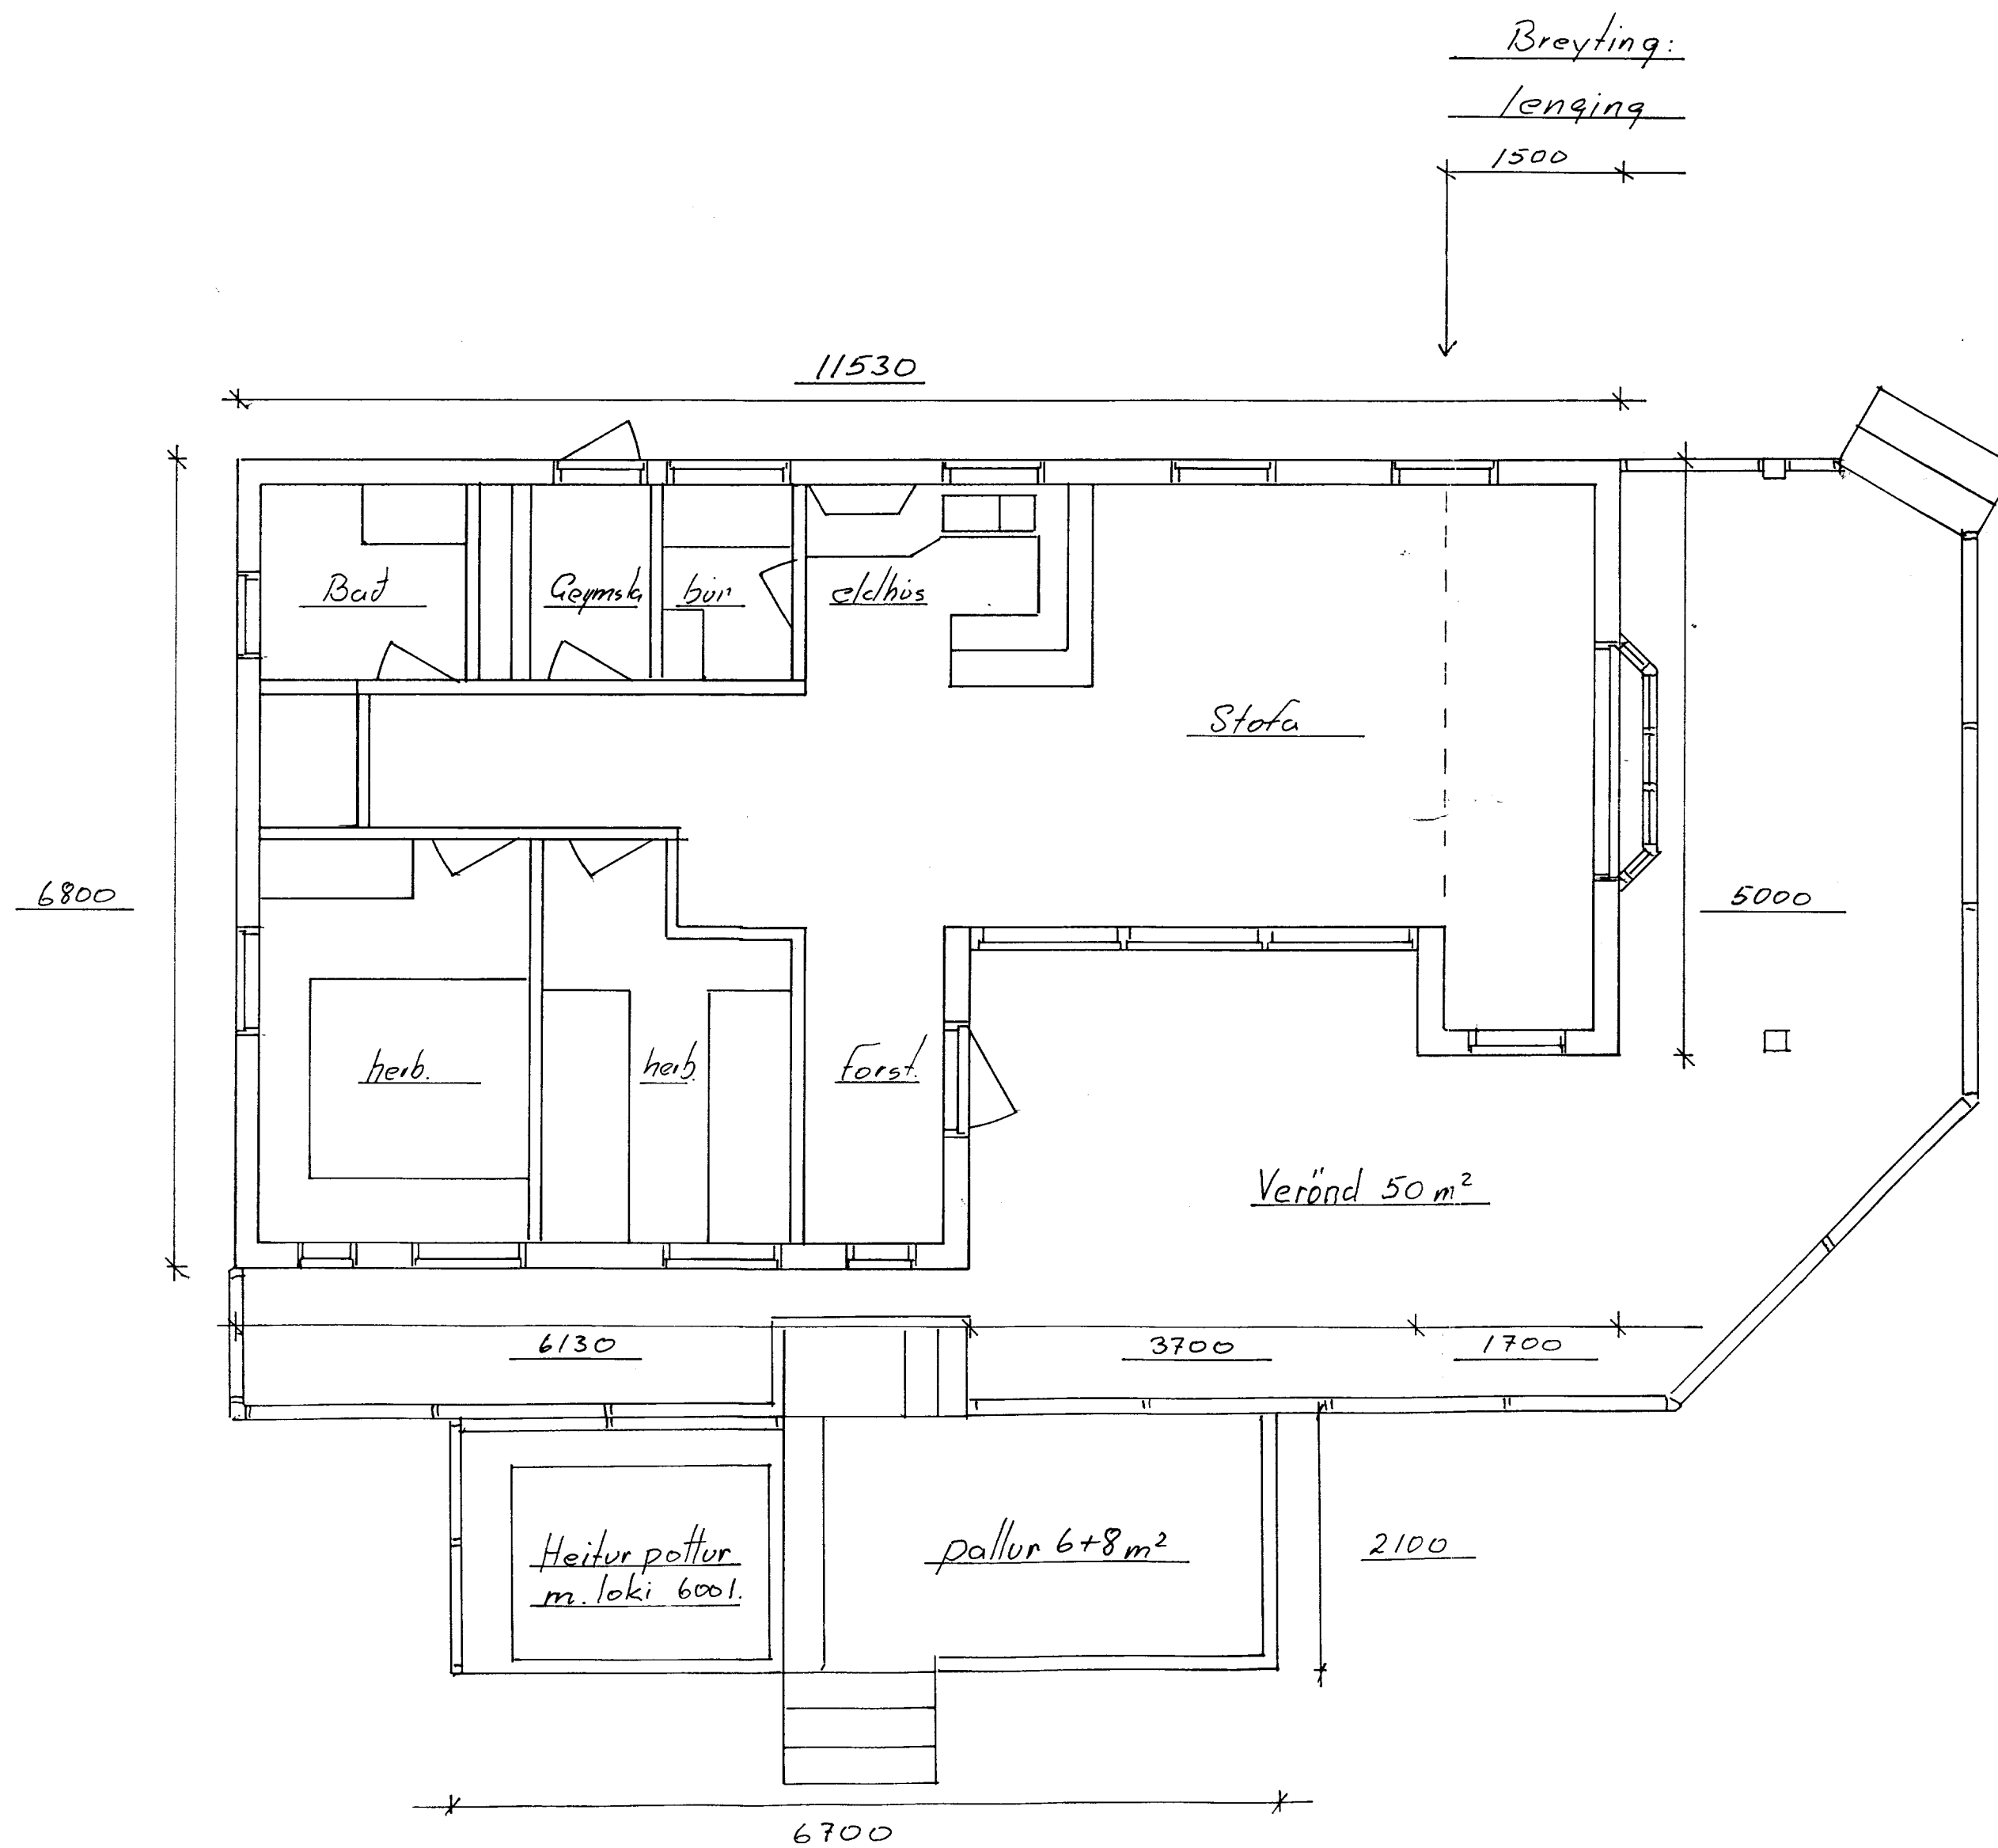 Breyting:
lenging
1500
11530
Bað
Geymsla
búr
eldhús
Stofa
6800
5000
herb.
herb.
Forst.
Verönd 50 m²
6130
3700
1700
Heitur pottur
m. loki 600 l.
pallur 6+8 m²
2100
6700